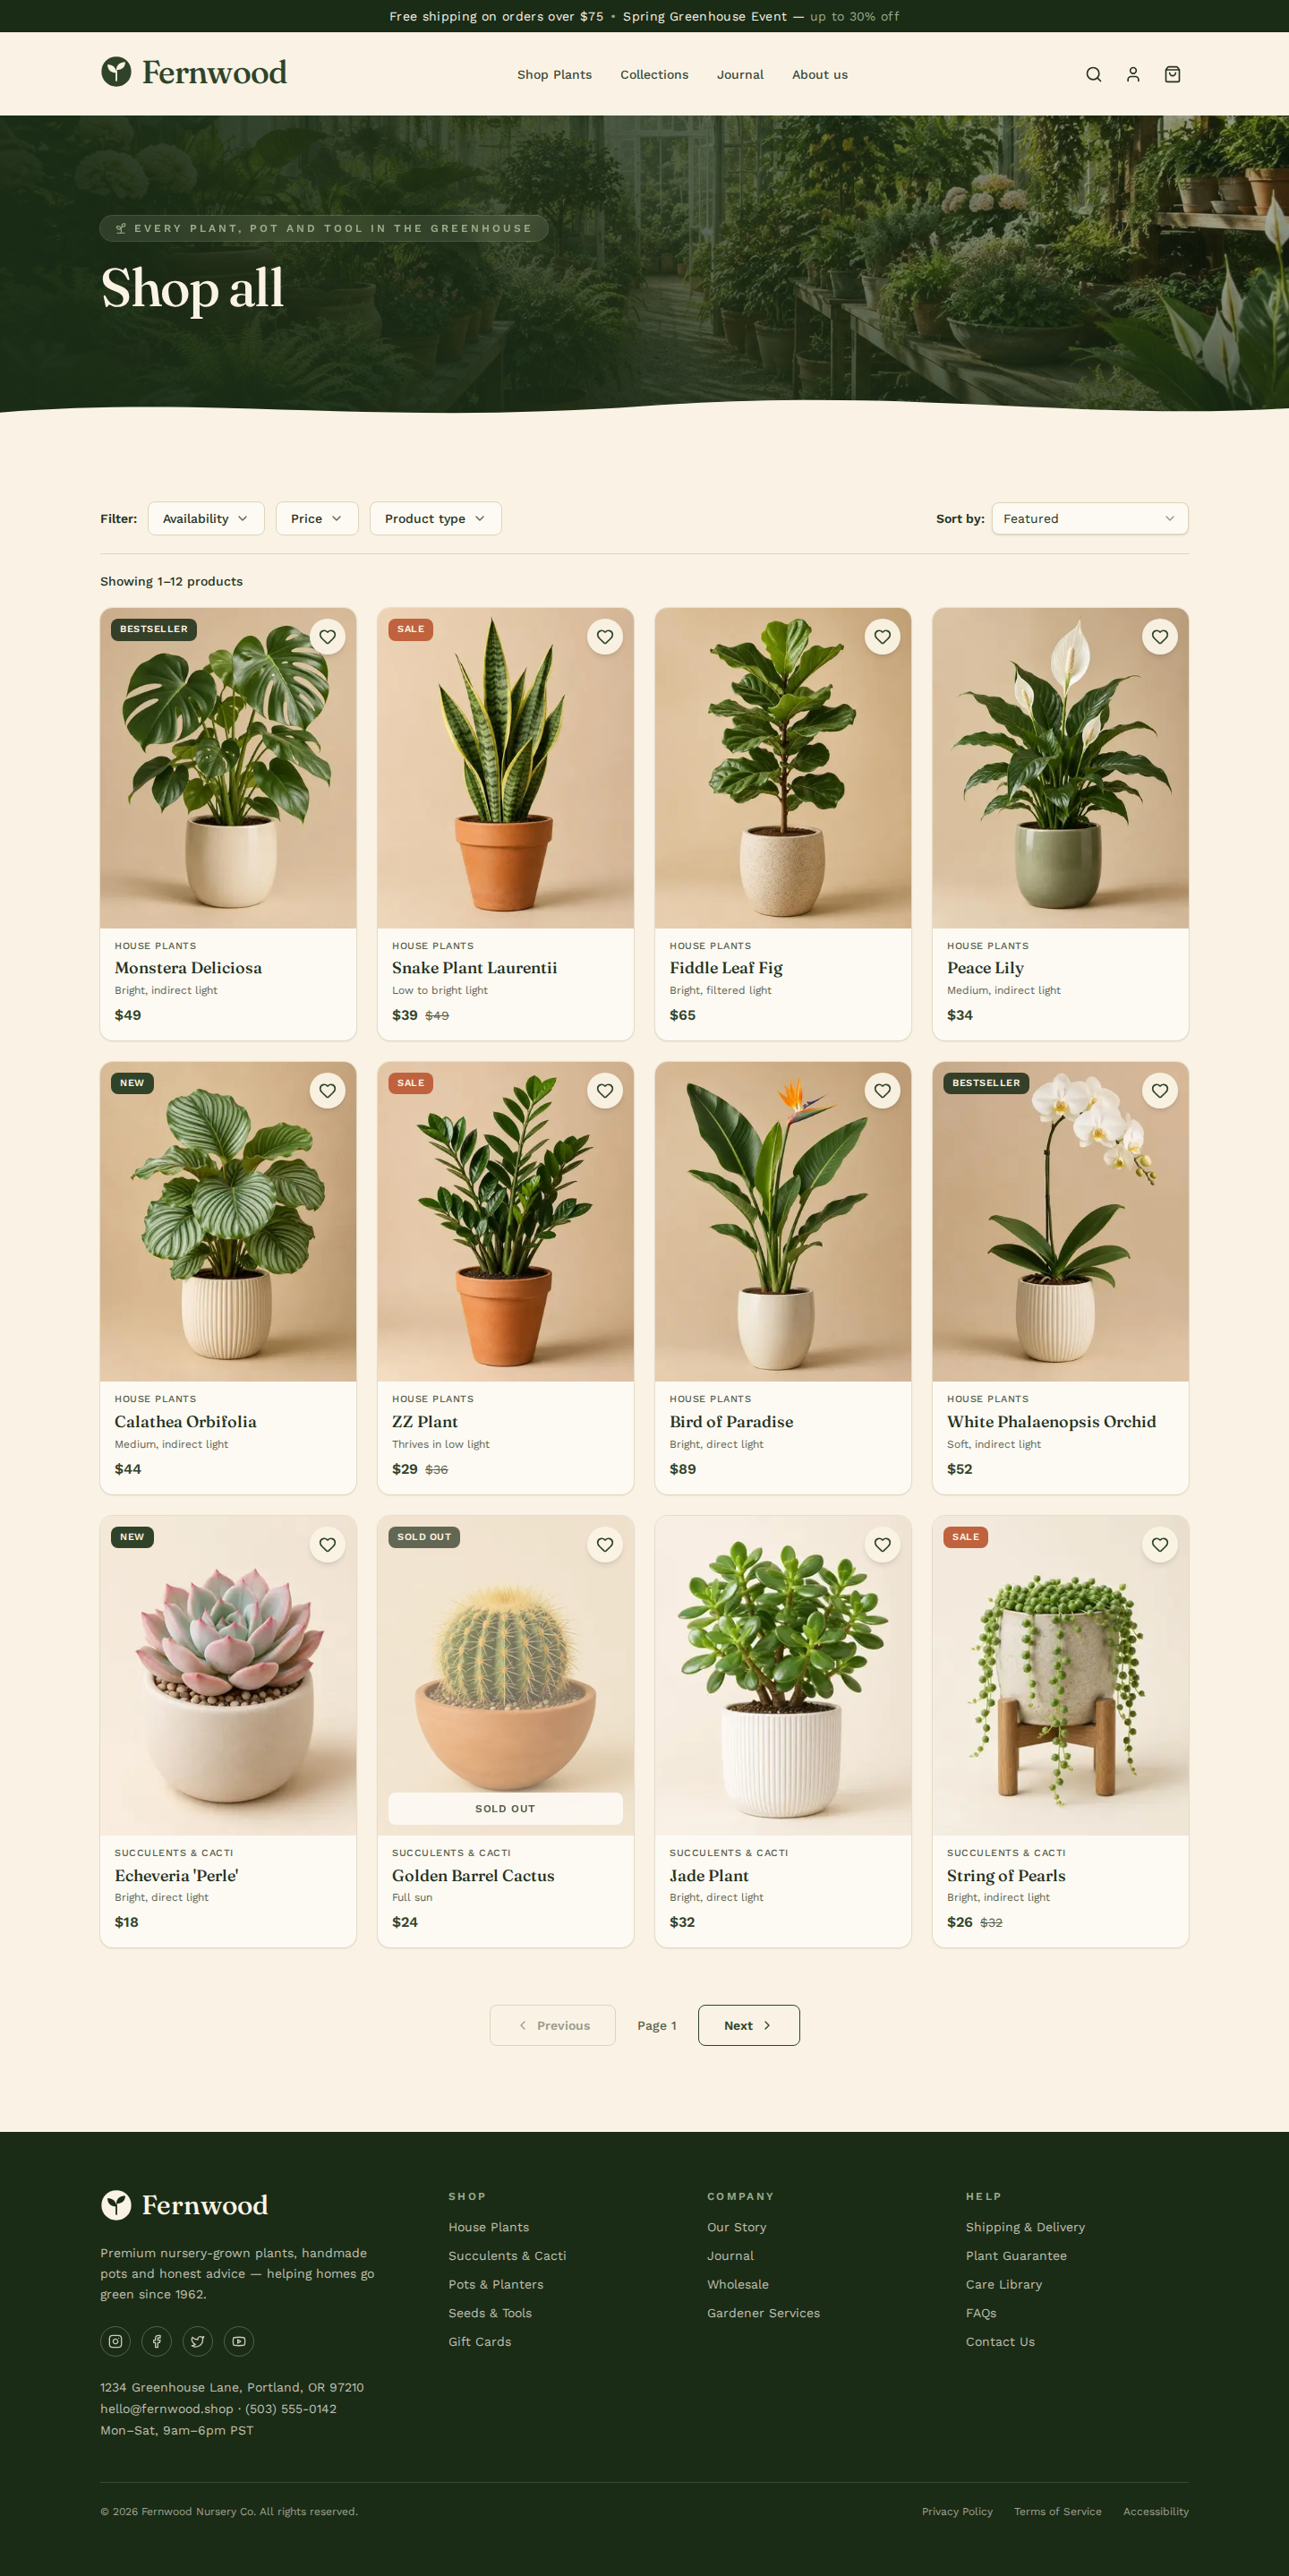 Free shipping on orders over $75 • Spring Greenhouse Event — up to 30% off
Fernwood
Shop Plants
Collections
Journal
About us
EVERY PLANT, POT AND TOOL IN THE GREENHOUSE
Shop all
Filter:
Availability
Price
Product type
Sort by:
Featured
Showing 1–12 products
BESTSELLER
HOUSE PLANTS
Monstera Deliciosa
Bright, indirect light
$49
SALE
HOUSE PLANTS
Snake Plant Laurentii
Low to bright light
$39 $49
HOUSE PLANTS
Fiddle Leaf Fig
Bright, filtered light
$65
HOUSE PLANTS
Peace Lily
Medium, indirect light
$34
NEW
HOUSE PLANTS
Calathea Orbifolia
Medium, indirect light
$44
SALE
HOUSE PLANTS
ZZ Plant
Thrives in low light
$29 $36
HOUSE PLANTS
Bird of Paradise
Bright, direct light
$89
BESTSELLER
HOUSE PLANTS
White Phalaenopsis Orchid
Soft, indirect light
$52
NEW
SUCCULENTS & CACTI
Echeveria 'Perle'
Bright, direct light
$18
SOLD OUT
SOLD OUT
SUCCULENTS & CACTI
Golden Barrel Cactus
Full sun
$24
SUCCULENTS & CACTI
Jade Plant
Bright, direct light
$32
SALE
SUCCULENTS & CACTI
String of Pearls
Bright, indirect light
$26 $32
Previous
Page 1
Next
Fernwood
Premium nursery-grown plants, handmade
pots and honest advice — helping homes go
green since 1962.
1234 Greenhouse Lane, Portland, OR 97210
hello@fernwood.shop · (503) 555-0142
Mon–Sat, 9am–6pm PST
SHOP
House Plants
Succulents & Cacti
Pots & Planters
Seeds & Tools
Gift Cards
COMPANY
Our Story
Journal
Wholesale
Gardener Services
HELP
Shipping & Delivery
Plant Guarantee
Care Library
FAQs
Contact Us
© 2026 Fernwood Nursery Co. All rights reserved.
Privacy Policy
Terms of Service
Accessibility